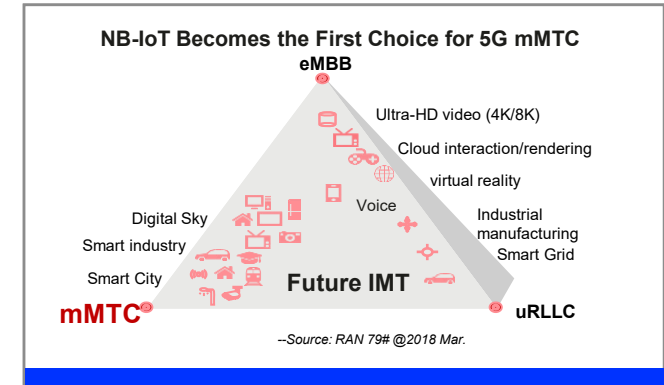 NB-IoT Becomes the First Choice for 5G mMTC
eMBB
Ultra-HD video (4K/8K)
Cloud interaction/rendering
virtual reality
Voice
Industrial
manufacturing
Smart Grid
Digital Sky
Smart industry
Smart City
Future IMT
mMTC
uRLLC
--Source: RAN 79# @2018 Mar.